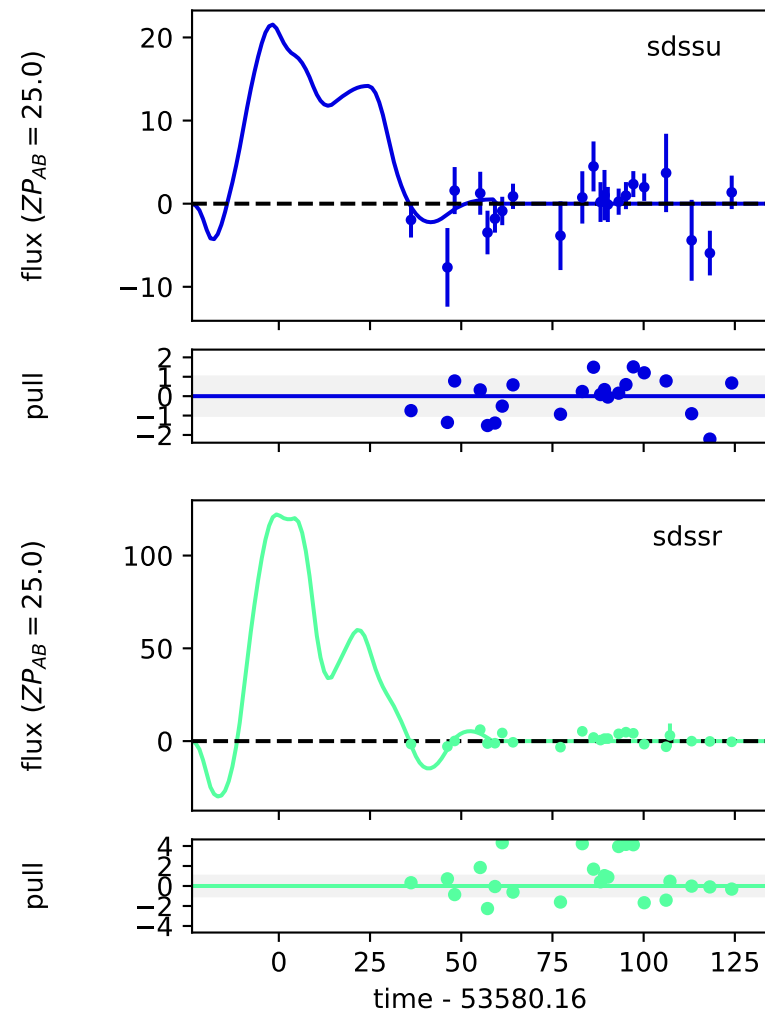 sdssu
flux (ZP_AB = 25.0)
20
10
0
−10
pull
2
1
0
−1
−2
sdssr
flux (ZP_AB = 25.0)
100
50
0
pull
4
2
0
−2
−4
0 25 50 75 100 125
time - 53580.16